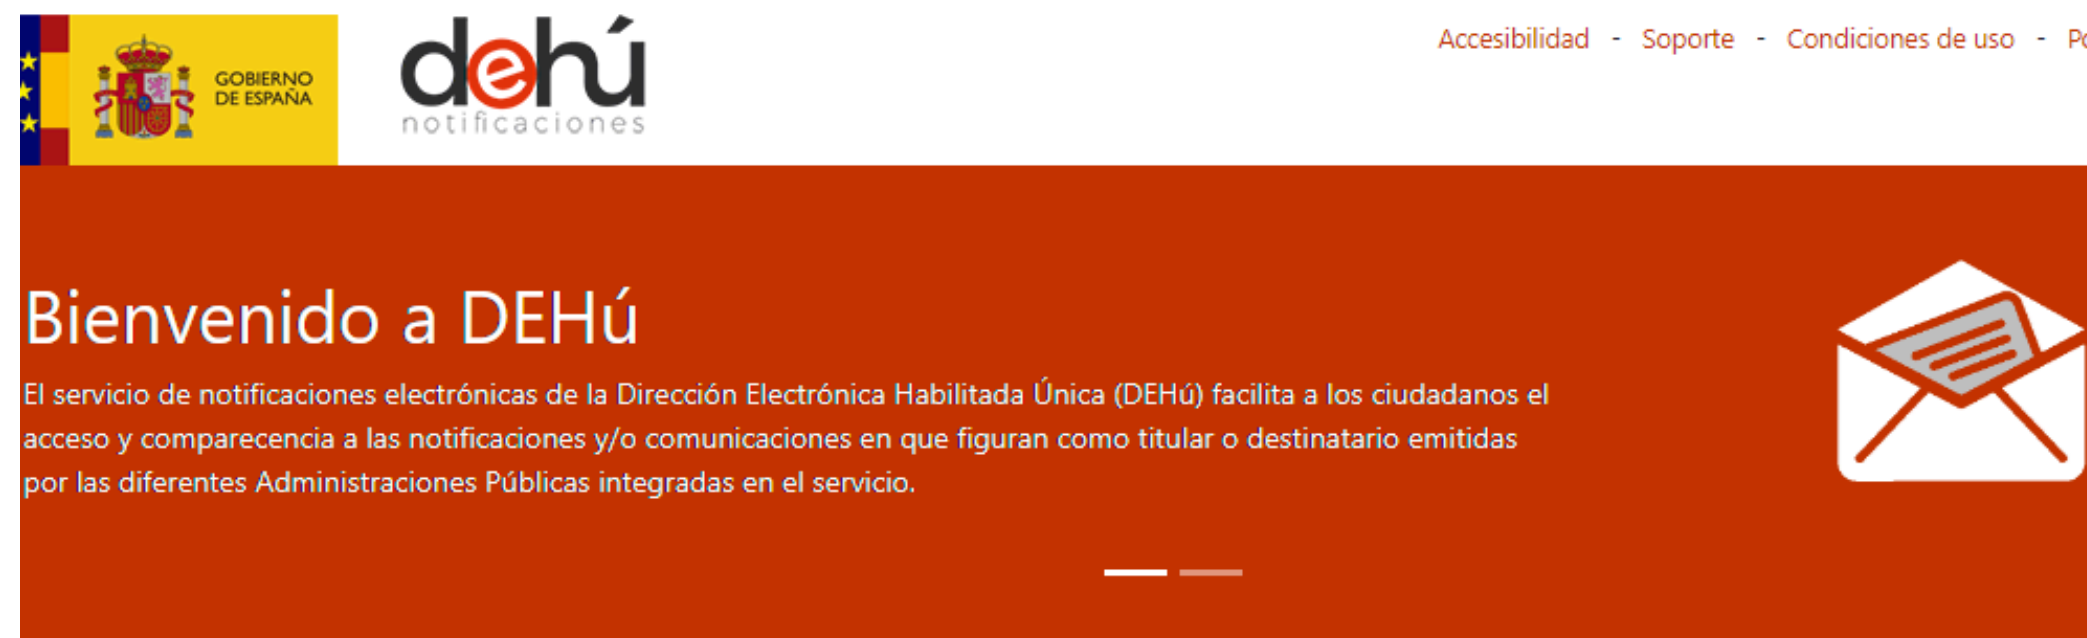 GOBIERNO
DE ESPAÑA
dehú
notificaciones
Accesibilidad - Soporte - Condiciones de uso -
Bienvenido a DEHú
El servicio de notificaciones electrónicas de la Dirección Electrónica Habilitada Única (DEHú) facilita a los ciudadanos el
acceso y comparecencia a las notificaciones y/o comunicaciones en que figuran como titular o destinatario emitidas
por las diferentes Administraciones Públicas integradas en el servicio.